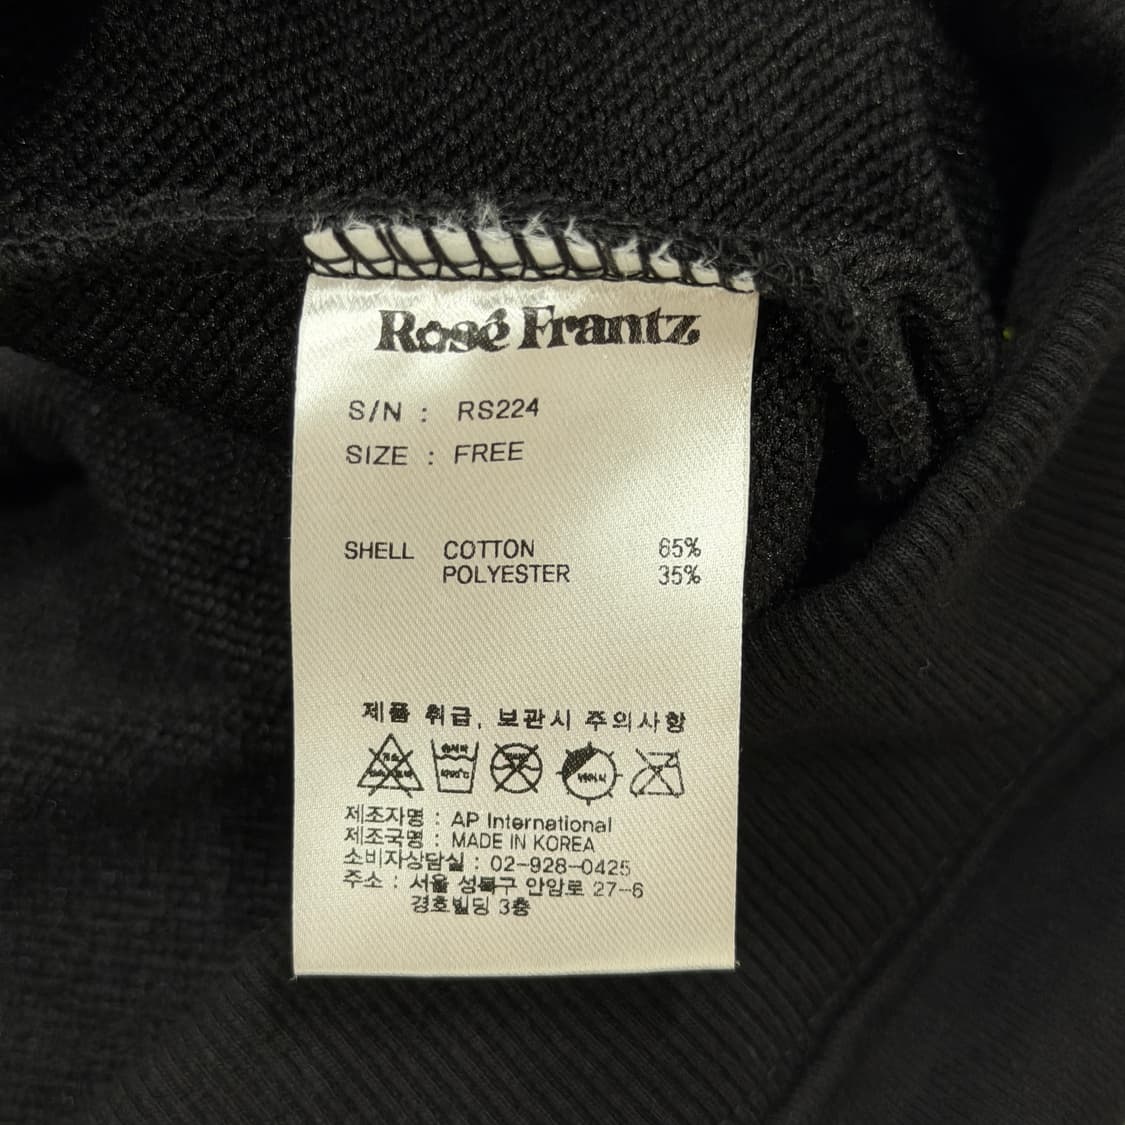 Rosé Frantz
S/N : RS224
SIZE : FREE
SHELL COTTON 65%
POLYESTER 35%
제품 취급, 보관시 주의사항
제조자명 : AP International
제조국명 : MADE IN KOREA
소비자상담실 : 02-928-0425
주소 : 서울 성북구 안암로 27-6
경호빌딩 3층